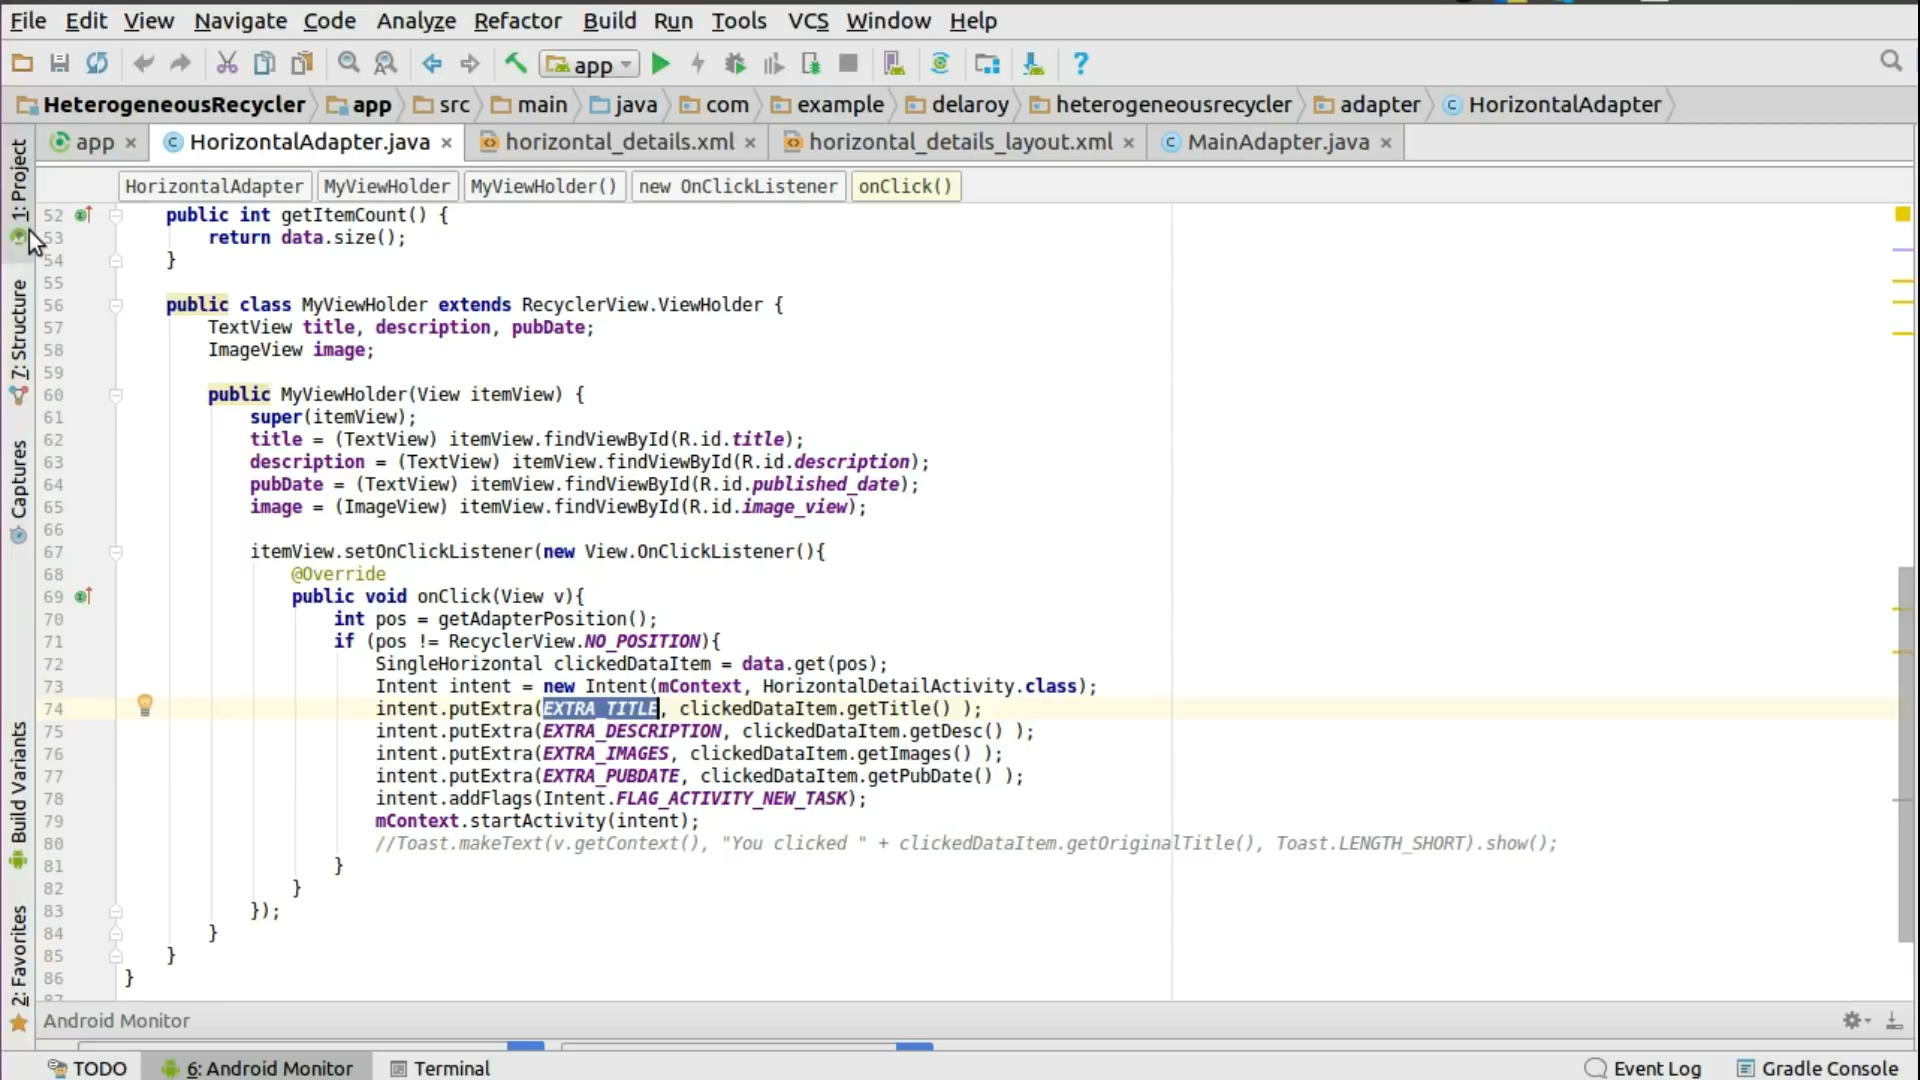 File Edit View Navigate Code Analyze Refactor Build Run Tools VCS Window Help
app
HeterogeneousRecycler app src main java com example delaroy heterogeneousrecycler adapter HorizontalAdapter
app HorizontalAdapter.java horizontal_details.xml horizontal_details_layout.xml MainAdapter.java
HorizontalAdapter MyViewHolder MyViewHolder() new OnClickListener onClick()
1: Project
7: Structure
Captures
Build Variants
2: Favorites
52 public int getItemCount() {
53 return data.size();
54 }
55
56 public class MyViewHolder extends RecyclerView.ViewHolder {
57 TextView title, description, pubDate;
58 ImageView image;
59
60 public MyViewHolder(View itemView) {
61 super(itemView);
62 title = (TextView) itemView.findViewById(R.id.title);
63 description = (TextView) itemView.findViewById(R.id.description);
64 pubDate = (TextView) itemView.findViewById(R.id.published_date);
65 image = (ImageView) itemView.findViewById(R.id.image_view);
66
67 itemView.setOnClickListener(new View.OnClickListener(){
68 @Override
69 public void onClick(View v){
70 int pos = getAdapterPosition();
71 if (pos != RecyclerView.NO_POSITION){
72 SingleHorizontal clickedDataItem = data.get(pos);
73 Intent intent = new Intent(mContext, HorizontalDetailActivity.class);
74 intent.putExtra(EXTRA_TITLE, clickedDataItem.getTitle() );
75 intent.putExtra(EXTRA_DESCRIPTION, clickedDataItem.getDesc() );
76 intent.putExtra(EXTRA_IMAGES, clickedDataItem.getImages() );
77 intent.putExtra(EXTRA_PUBDATE, clickedDataItem.getPubDate() );
78 intent.addFlags(Intent.FLAG_ACTIVITY_NEW_TASK);
79 mContext.startActivity(intent);
80 //Toast.makeText(v.getContext(), "You clicked " + clickedDataItem.getOriginalTitle(), Toast.LENGTH_SHORT).show();
81 }
82 }
83 });
84 }
85 }
86 }
87
Android Monitor
TODO 6: Android Monitor Terminal Event Log Gradle Console